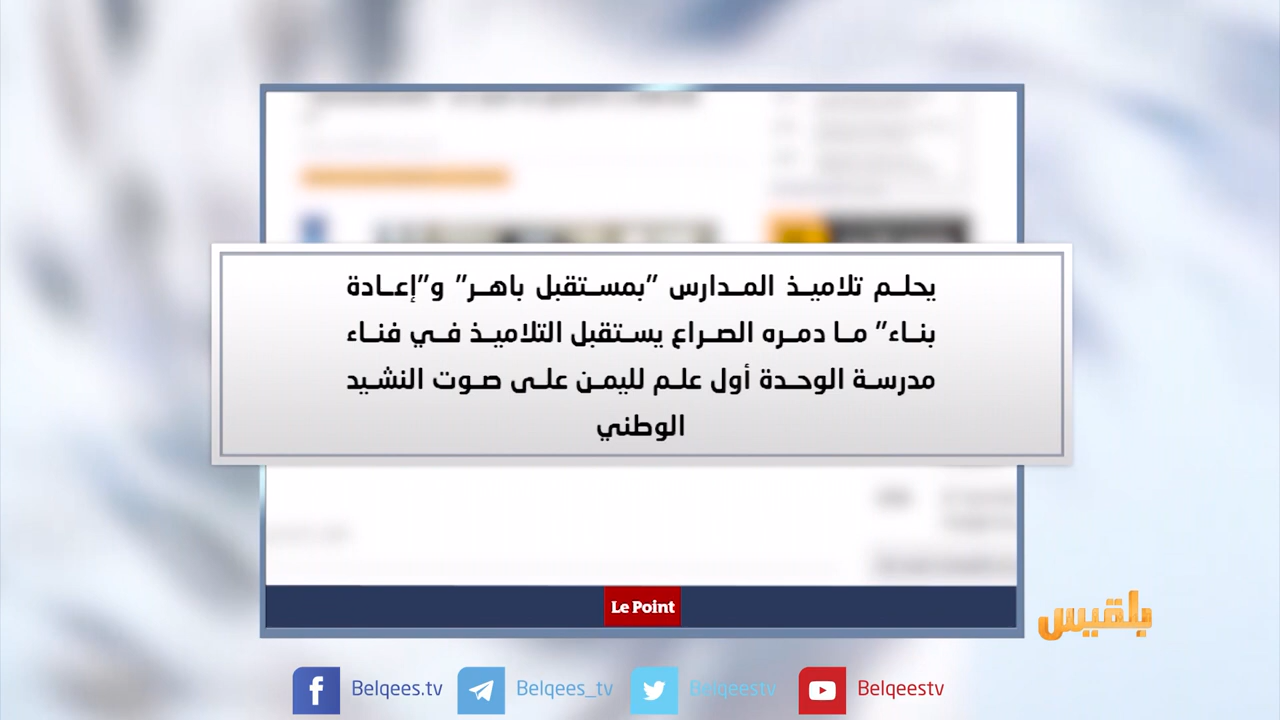 يحلم تلاميذ المدارس "بمستقبل باهر" و"إعادة
بناء" ما دمره الصراع يستقبل التلاميذ في فناء
مدرسة الوحدة أول علم لليمن على صوت النشيد
الوطني
Le Point
بلقيس
Belqees.tv
Belqees_tv
Belqeestv
Belqeestv